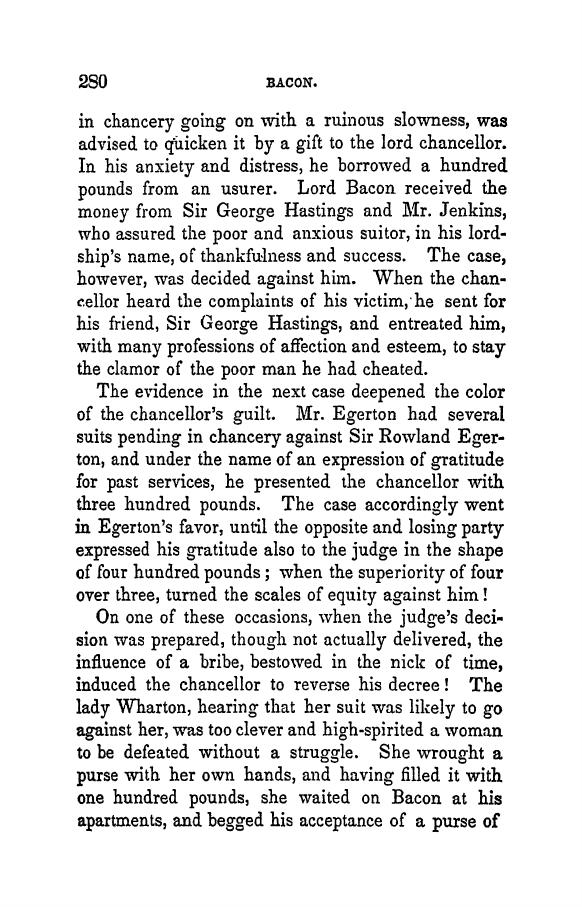 280 BACON.
in chancery going on with a ruinous slowness, was
advised to quicken it by a gift to the lord chancellor.
In his anxiety and distress, he borrowed a hundred
pounds from an usurer. Lord Bacon received the
money from Sir George Hastings and Mr. Jenkins,
who assured the poor and anxious suitor, in his lord-
ship's name, of thankfulness and success. The case,
however, was decided against him. When the chan-
cellor heard the complaints of his victim, he sent for
his friend, Sir George Hastings, and entreated him,
with many professions of affection and esteem, to stay
the clamor of the poor man he had cheated.
The evidence in the next case deepened the color
of the chancellor's guilt. Mr. Egerton had several
suits pending in chancery against Sir Rowland Eger-
ton, and under the name of an expression of gratitude
for past services, he presented the chancellor with
three hundred pounds. The case accordingly went
in Egerton's favor, until the opposite and losing party
expressed his gratitude also to the judge in the shape
of four hundred pounds; when the superiority of four
over three, turned the scales of equity against him!
On one of these occasions, when the judge's deci-
sion was prepared, though not actually delivered, the
influence of a bribe, bestowed in the nick of time,
induced the chancellor to reverse his decree! The
lady Wharton, hearing that her suit was likely to go
against her, was too clever and high-spirited a woman
to be defeated without a struggle. She wrought a
purse with her own hands, and having filled it with
one hundred pounds, she waited on Bacon at his
apartments, and begged his acceptance of a purse of